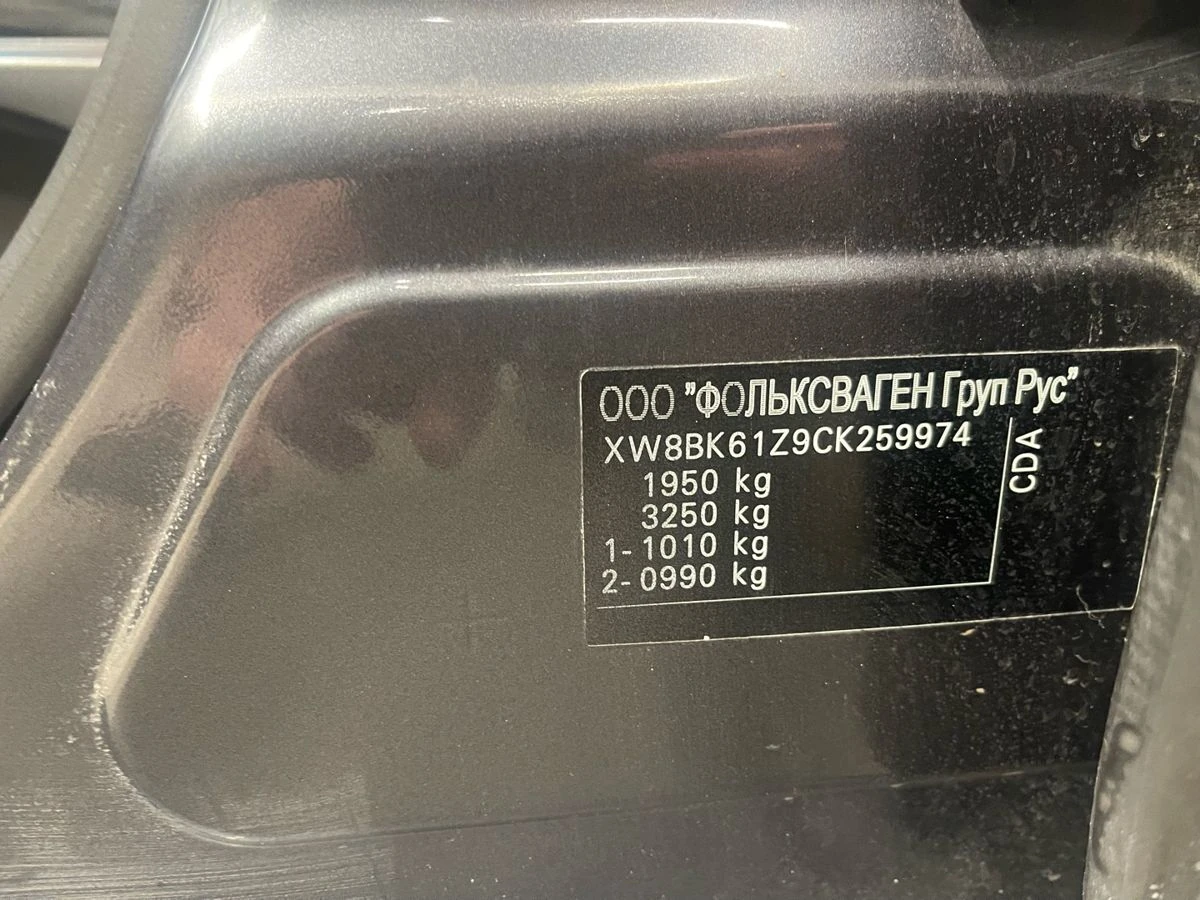 ООО "ФОЛЬКСВАГЕН Груп Рус"
XW8BK61Z9CK259974
1950 kg
3250 kg
1- 1010 kg
2- 0990 kg
CDA